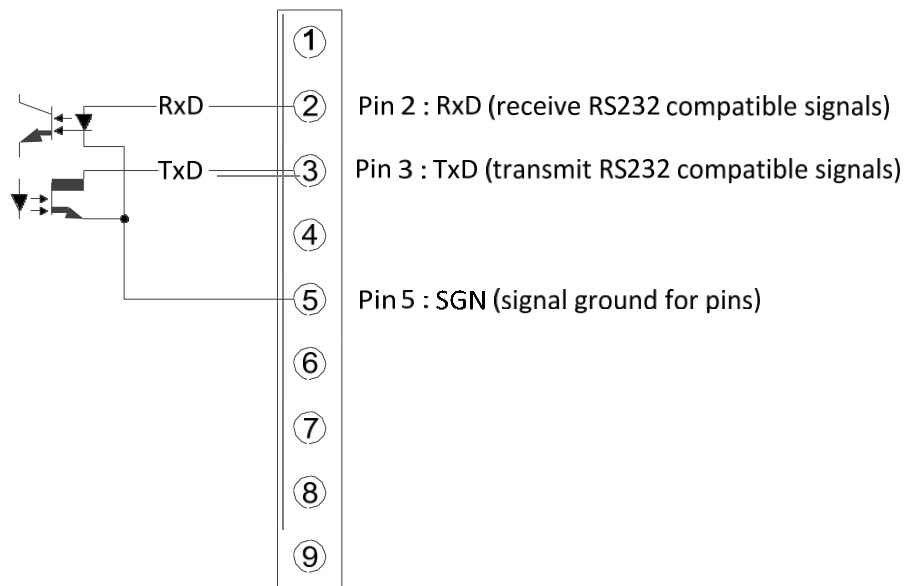 1
RxD 2 Pin 2 : RxD (receive RS232 compatible signals)
TxD 3 Pin 3 : TxD (transmit RS232 compatible signals)
4
5 Pin 5 : SGN (signal ground for pins)
6
7
8
9